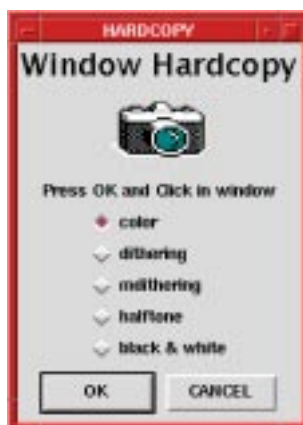 HARDCOPY
Window Hardcopy
Press OK and Click in window
color
dithering
mdithering
halftone
black & white
OK
CANCEL